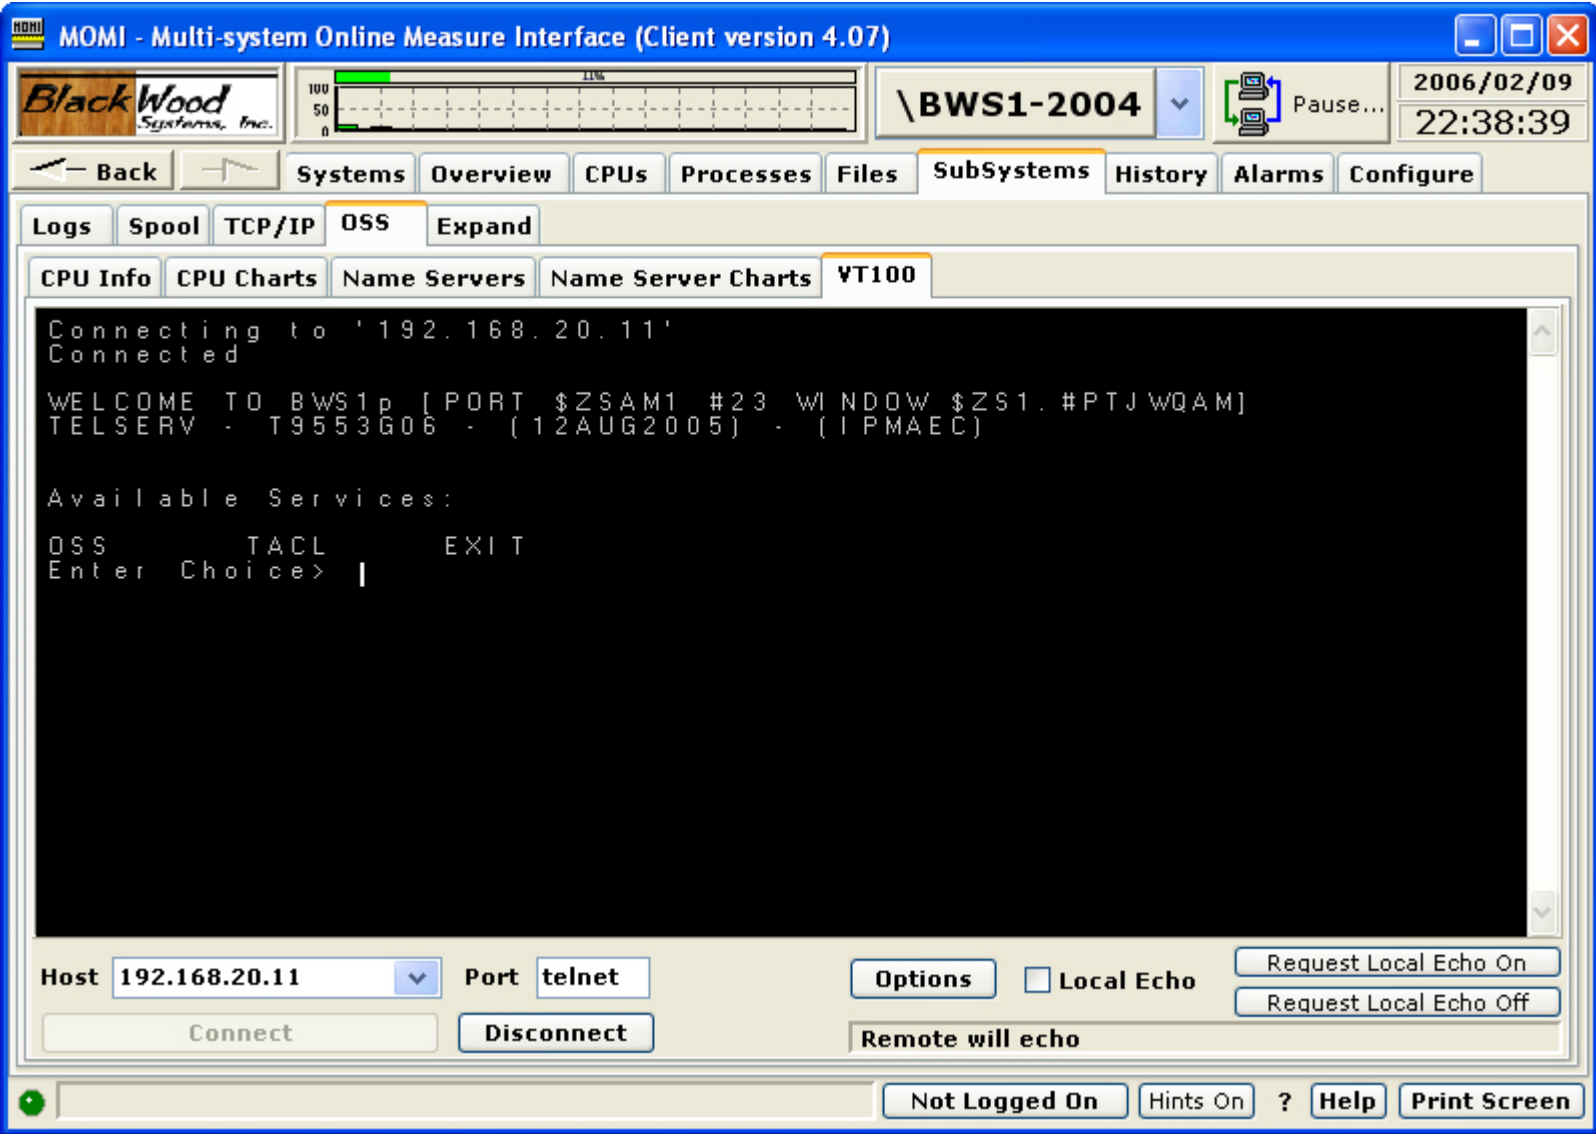 MOMI
MOMI - Multi-system Online Measure Interface (Client version 4.07)
BlackWood
Systems, Inc.
11%
100
50
0
\BWS1-2004
Pause...
2006/02/09
22:38:39
Back
Systems Overview CPUs Processes Files SubSystems History Alarms Configure
Logs Spool TCP/IP OSS Expand
CPU Info CPU Charts Name Servers Name Server Charts VT100
Connecting to '192.168.20.11'
Connected
WELCOME TO BWS1p [PORT $ZSAM1 #23 WINDOW $ZS1.#PTJWQAM]
TELSERV - T9553G06 - (12AUG2005) - (IPMAEC)
Available Services:
OSS TACL EXIT
Enter Choice>
Host 192.168.20.11 Port telnet Options Local Echo Request Local Echo On
Request Local Echo Off
Connect Disconnect Remote will echo
Not Logged On Hints On ? Help Print Screen